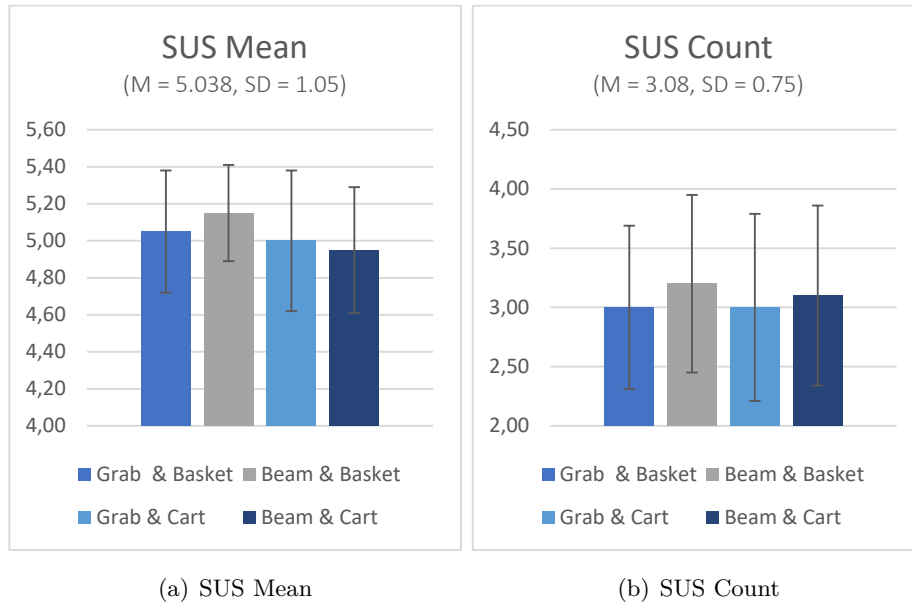 SUS Mean
(M = 5.038, SD = 1.05)
5,60
5,40
5,20
5,00
4,80
4,60
4,40
4,20
4,00
Grab & Basket
Beam & Basket
Grab & Cart
Beam & Cart
(a) SUS Mean
SUS Count
(M = 3.08, SD = 0.75)
4,50
4,00
3,50
3,00
2,50
2,00
Grab & Basket
Beam & Basket
Grab & Cart
Beam & Cart
(b) SUS Count